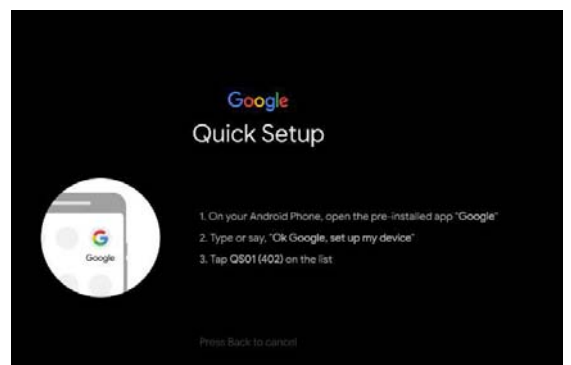 Google
Quick Setup
1. On your Android Phone, open the pre-installed app "Google"
2. Type or say, "Ok Google, set up my device"
3. Tap QS01 (402) on the list
G
Google
Press Back to cancel